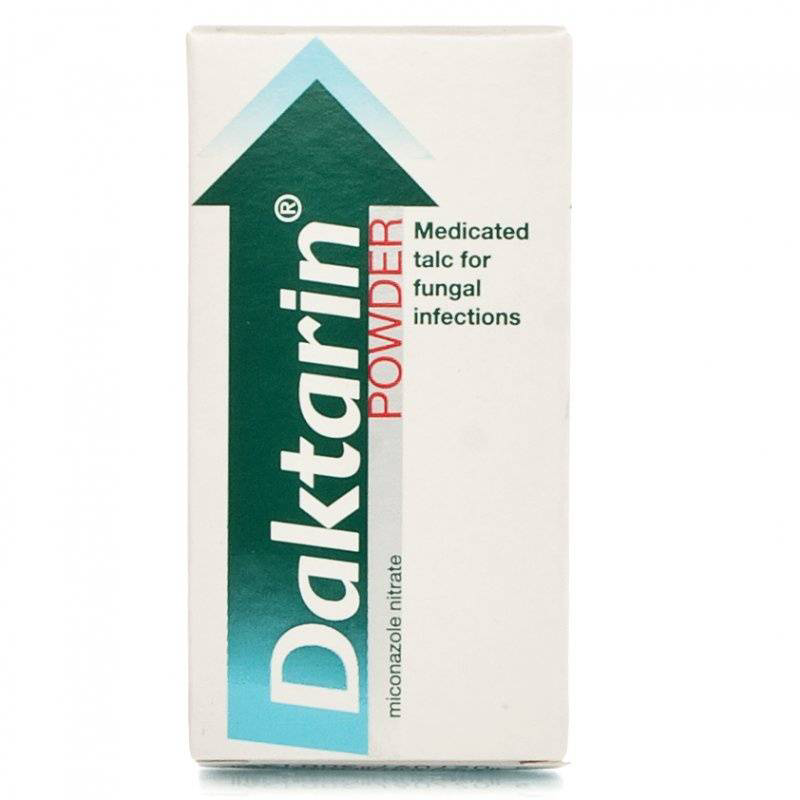 Daktarin®
POWDER
Medicated
talc for
fungal
infections
miconazole nitrate